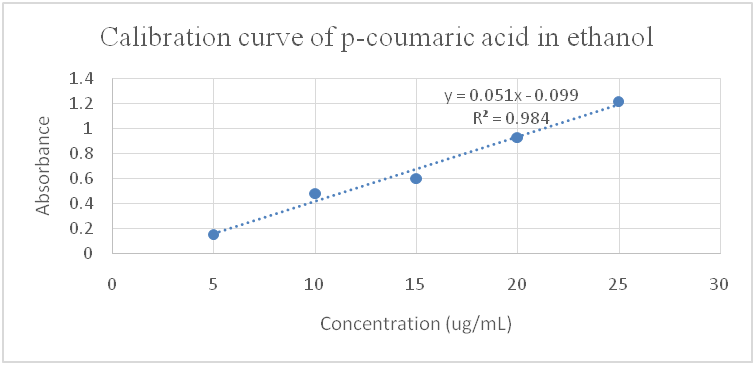 Calibration curve of p-coumaric acid in ethanol
y = 0.051x - 0.099
R² = 0.984
Absorbance
1.4
1.2
1
0.8
0.6
0.4
0.2
0
0 5 10 15 20 25 30
Concentration (ug/mL)